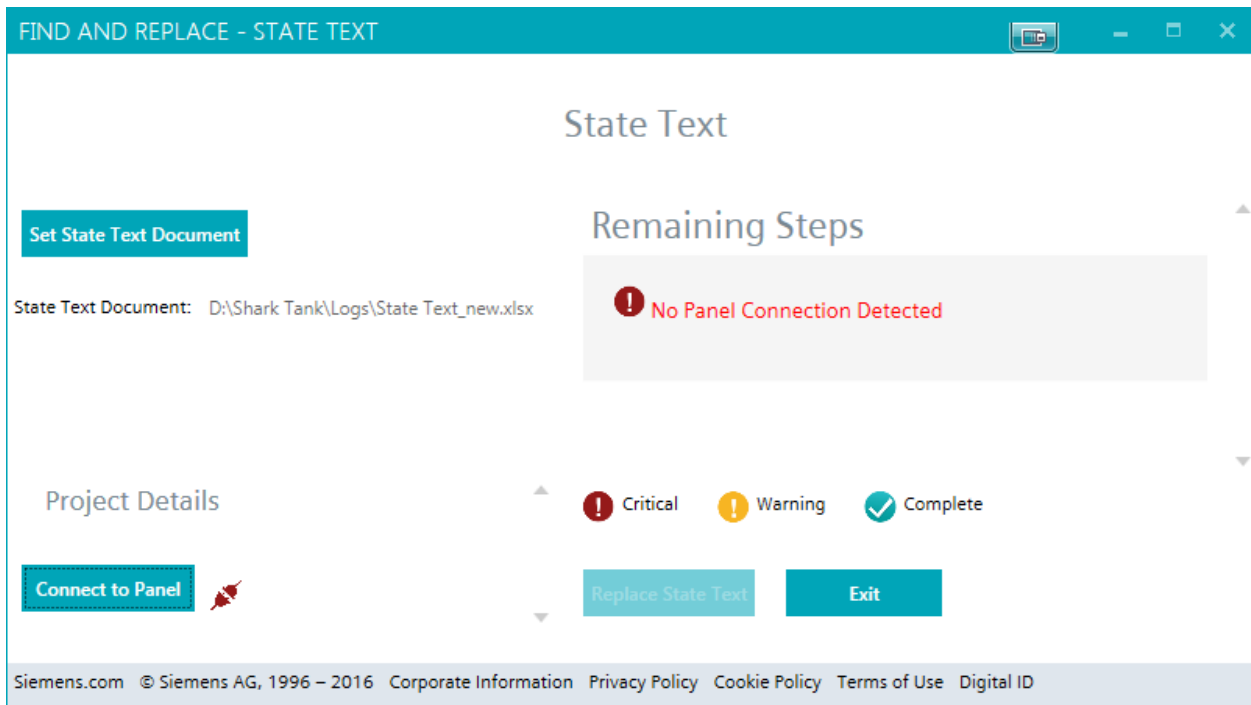 FIND AND REPLACE - STATE TEXT
State Text
Set State Text Document
State Text Document: D:\Shark Tank\Logs\State Text_new.xlsx
Remaining Steps
No Panel Connection Detected
Project Details
Connect to Panel
Critical Warning Complete
Replace State Text Exit
Siemens.com © Siemens AG, 1996 – 2016 Corporate Information Privacy Policy Cookie Policy Terms of Use Digital ID